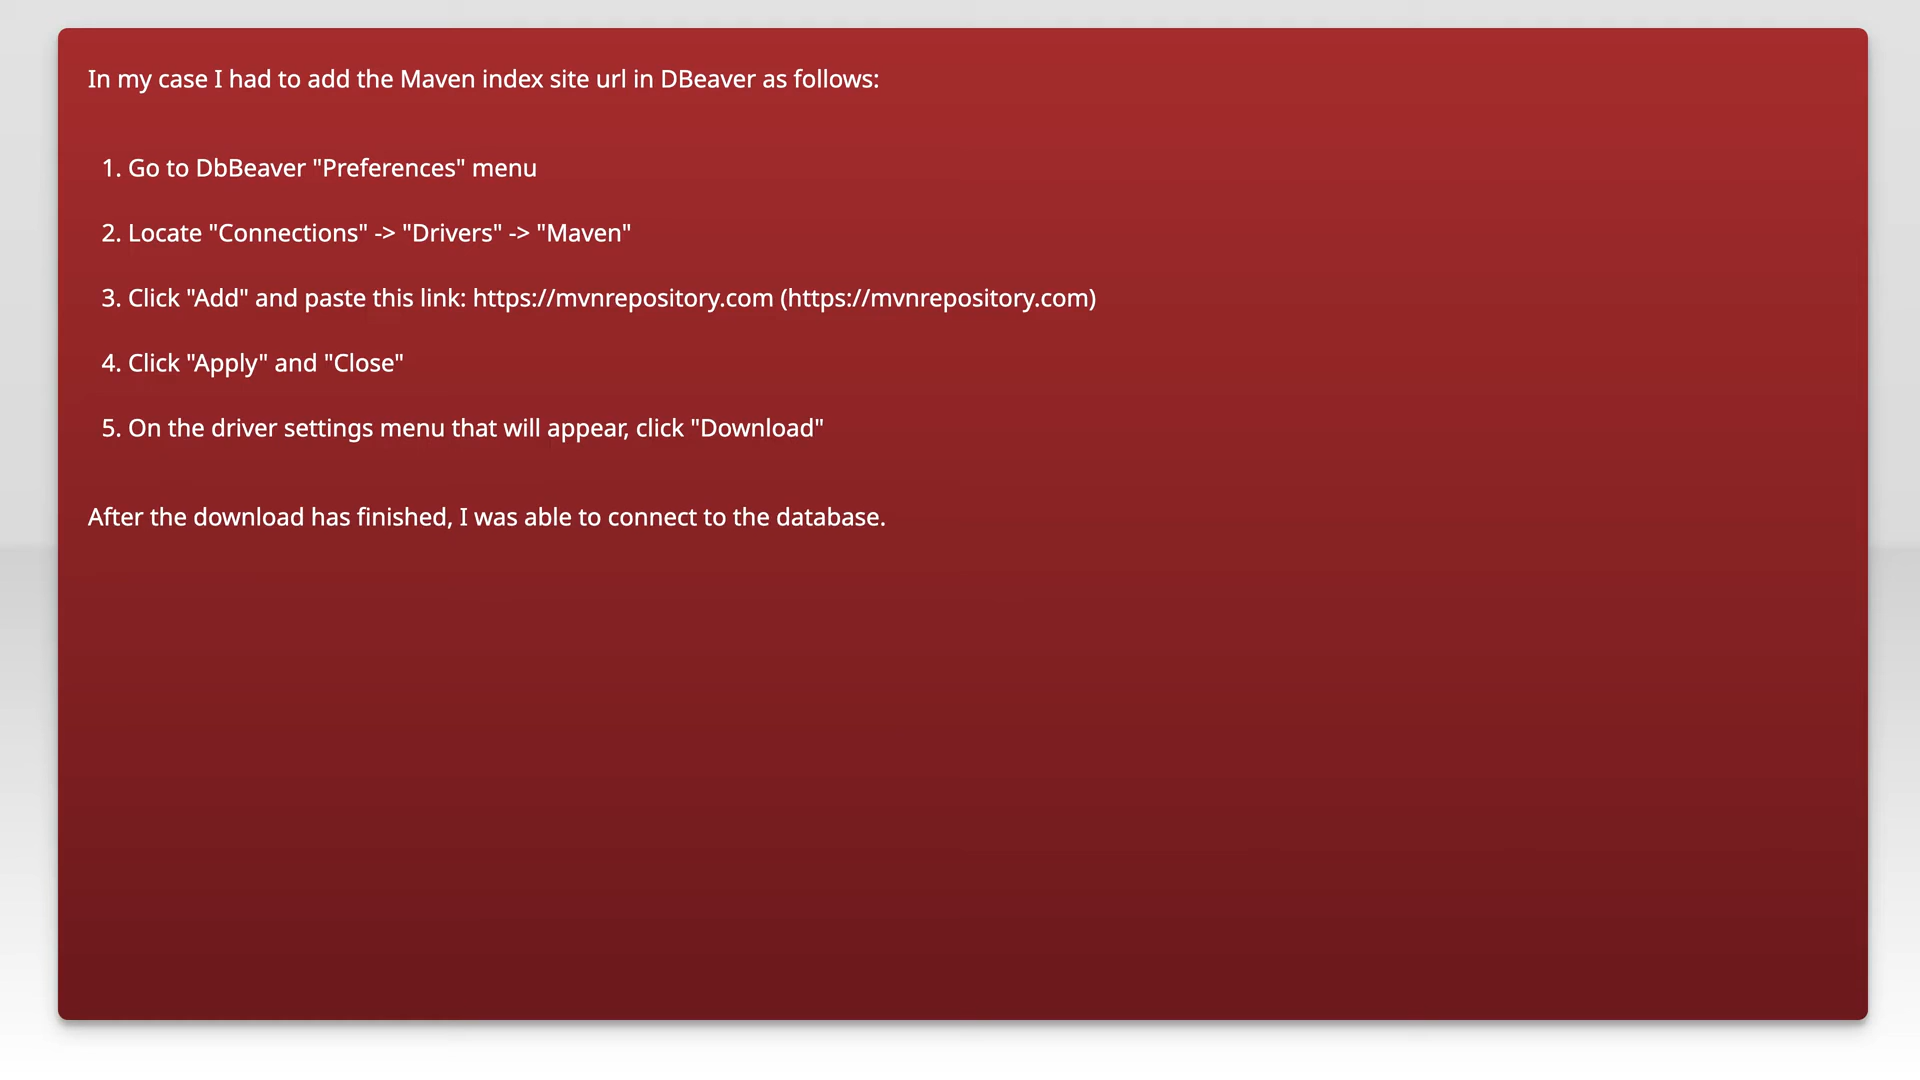 In my case I had to add the Maven index site url in DBeaver as follows:
1. Go to DbBeaver "Preferences" menu
2. Locate "Connections" -> "Drivers" -> "Maven"
3. Click "Add" and paste this link: https://mvnrepository.com (https://mvnrepository.com)
4. Click "Apply" and "Close"
5. On the driver settings menu that will appear, click "Download"
After the download has finished, I was able to connect to the database.